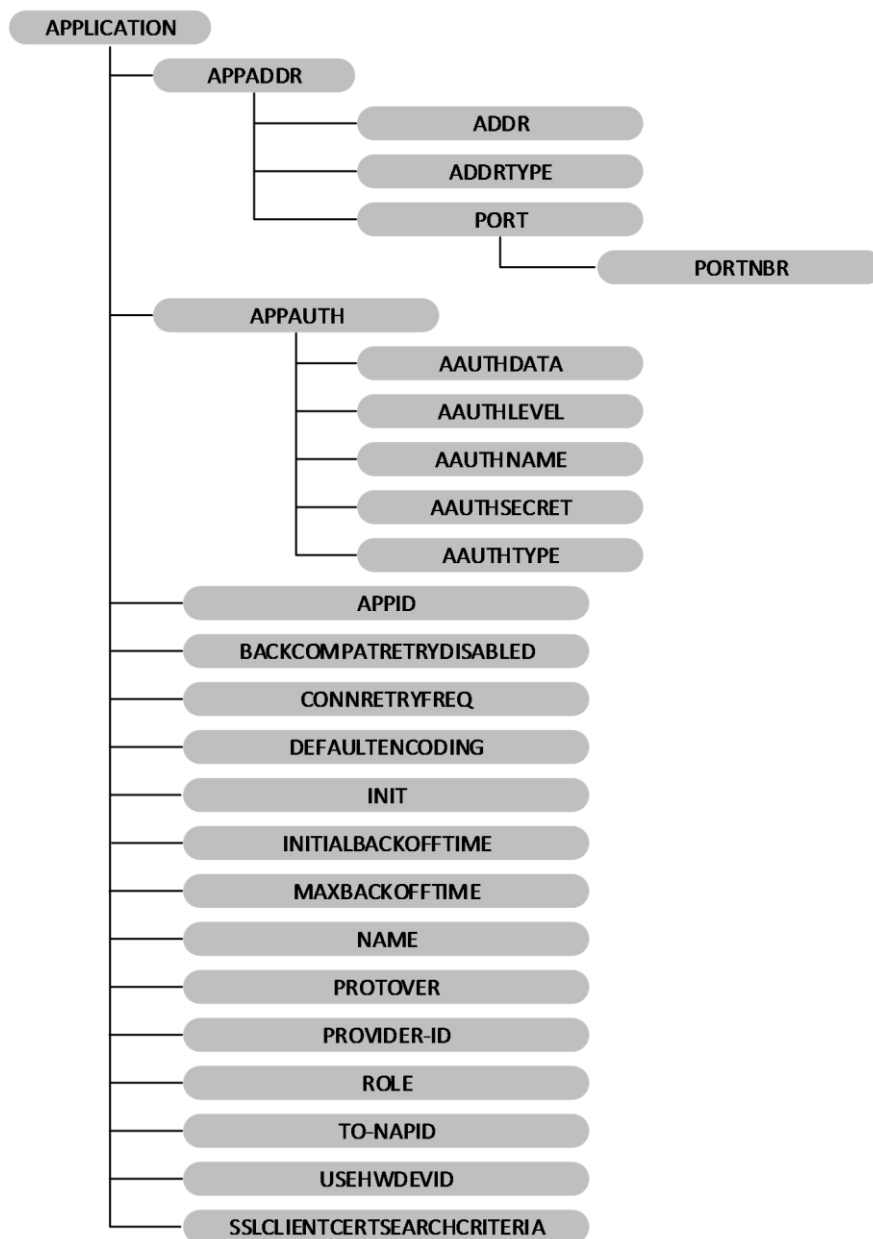 APPLICATION
APPADDR
ADDR
ADDRTYPE
PORT
PORTNBR
APPAUTH
AAUTHDATA
AAUTHLEVEL
AAUTHNAME
AAUTHSECRET
AAUTHTYPE
APPID
BACKCOMPATRETRYDISABLED
CONNRETRYFREQ
DEFAULTENCODING
INIT
INITIALBACKOFFTIME
MAXBACKOFFTIME
NAME
PROTOVER
PROVIDER-ID
ROLE
TO-NAPID
USEHWDEVID
SSLCLIENTCERTSEARCHCRITERIA